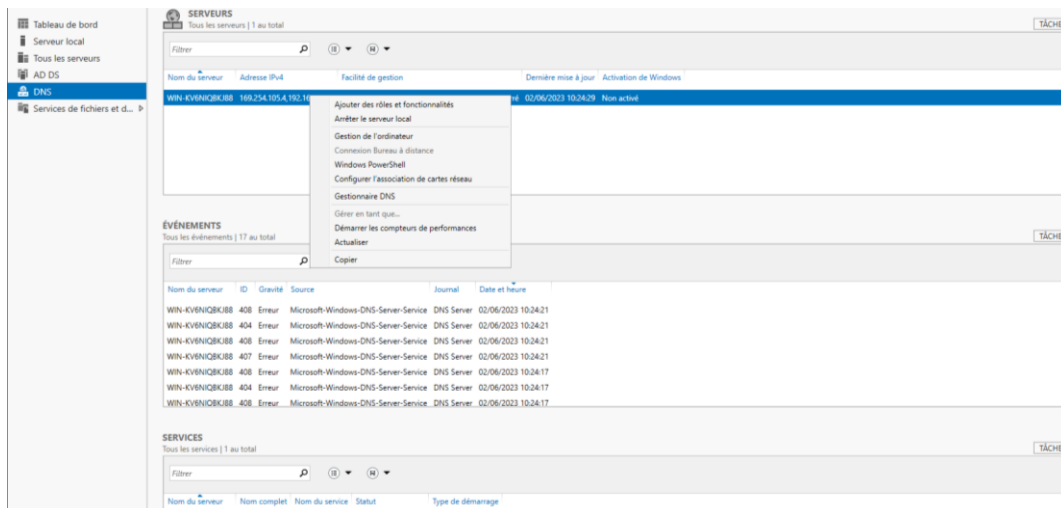 Tableau de bord
Serveur local
Tous les serveurs
AD DS
DNS
Services de fichiers et d...
SERVEURS
Tous les serveurs | 1 au total
TÂCHE
Filtrer
Nom du serveur Adresse IPv4 Facilité de gestion Dernière mise à jour Activation de Windows
WIN-KV6NIQBKJ88 169.254.105.4,192.16 02/06/2023 10:24:29 Non activé
Ajouter des rôles et fonctionnalités
Arrêter le serveur local
Gestion de l'ordinateur
Connexion Bureau à distance
Windows PowerShell
Configurer l'association de cartes réseau
Gestionnaire DNS
Gérer en tant que...
Démarrer les compteurs de performances
Actualiser
Copier
ÉVÉNEMENTS
Tous les événements | 17 au total
TÂCHE
Filtrer
Nom du serveur ID Gravité Source Journal Date et heure
WIN-KV6NIQBKJ88 408 Erreur Microsoft-Windows-DNS-Server-Service DNS Server 02/06/2023 10:24:21
WIN-KV6NIQBKJ88 404 Erreur Microsoft-Windows-DNS-Server-Service DNS Server 02/06/2023 10:24:21
WIN-KV6NIQBKJ88 408 Erreur Microsoft-Windows-DNS-Server-Service DNS Server 02/06/2023 10:24:21
WIN-KV6NIQBKJ88 407 Erreur Microsoft-Windows-DNS-Server-Service DNS Server 02/06/2023 10:24:21
WIN-KV6NIQBKJ88 408 Erreur Microsoft-Windows-DNS-Server-Service DNS Server 02/06/2023 10:24:17
WIN-KV6NIQBKJ88 404 Erreur Microsoft-Windows-DNS-Server-Service DNS Server 02/06/2023 10:24:17
WIN-KV6NIQBKJ88 408 Erreur Microsoft-Windows-DNS-Server-Service DNS Server 02/06/2023 10:24:17
SERVICES
Tous les services | 1 au total
TÂCHE
Filtrer
Nom du serveur Nom complet Nom du service Statut Type de démarrage